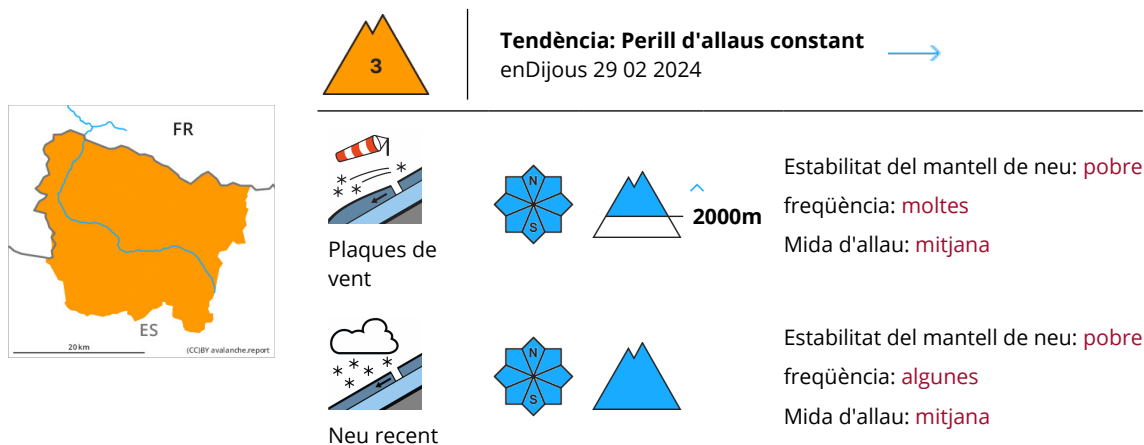 3
Tendència: Perill d'allaus constant
enDijous 29 02 2024
FR
ES
20 km
(CC)BY avalanche.report
N
S
2000m
Plaques de
vent
Estabilitat del mantell de neu: pobre
freqüència: moltes
Mida d'allau: mitjana
N
S
Neu recent
Estabilitat del mantell de neu: pobre
freqüència: algunes
Mida d'allau: mitjana